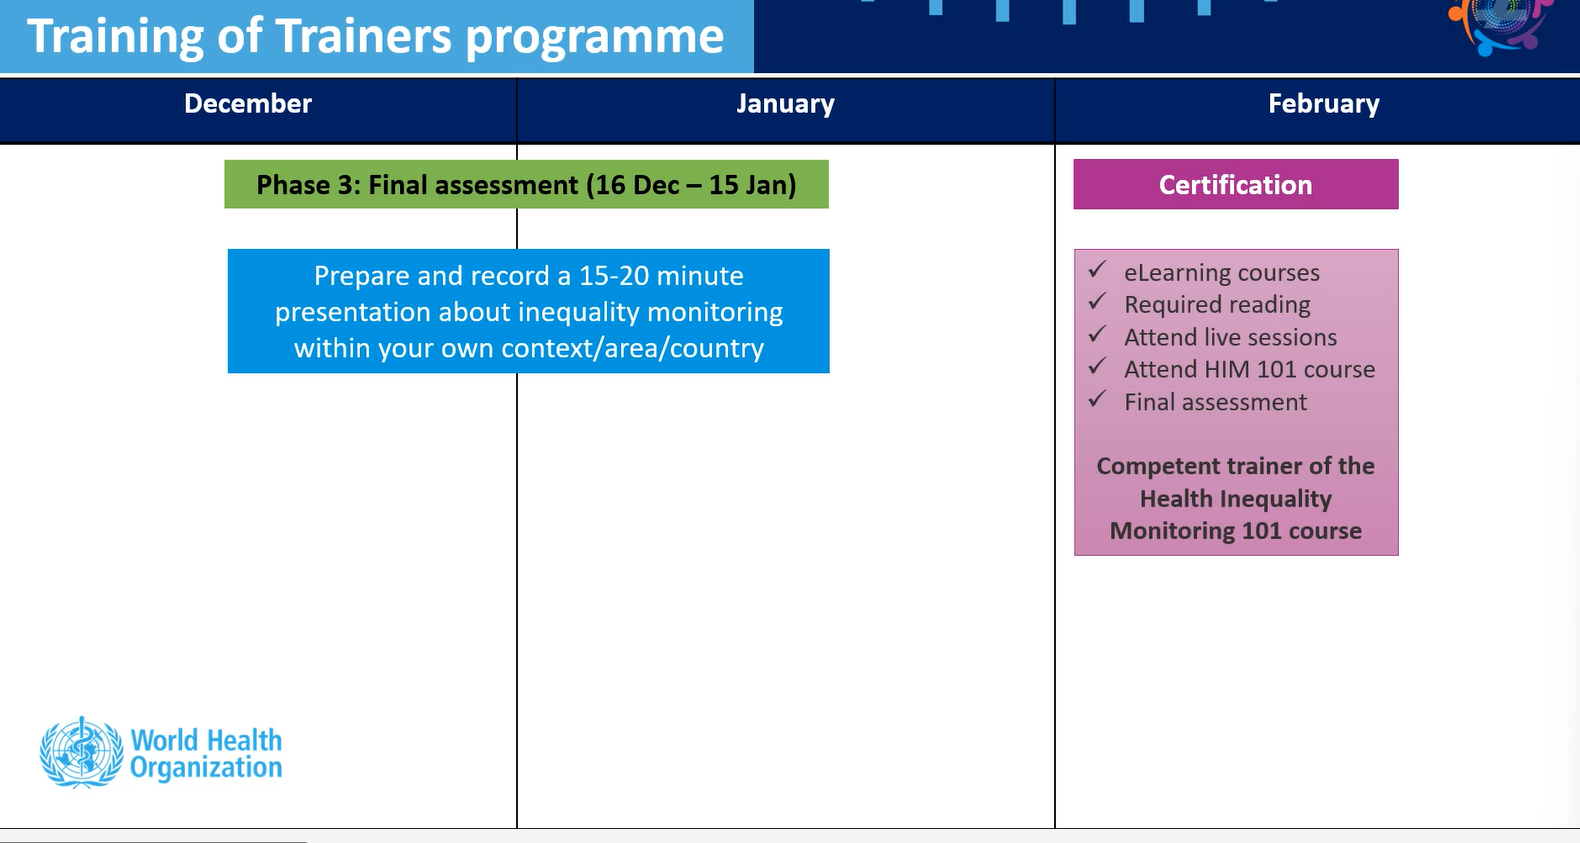 Training of Trainers programme
December
January
February
Phase 3: Final assessment (16 Dec – 15 Jan)
Prepare and record a 15-20 minute
presentation about inequality monitoring
within your own context/area/country
Certification
✓ eLearning courses
✓ Required reading
✓ Attend live sessions
✓ Attend HIM 101 course
✓ Final assessment
Competent trainer of the
Health Inequality
Monitoring 101 course
World Health
Organization